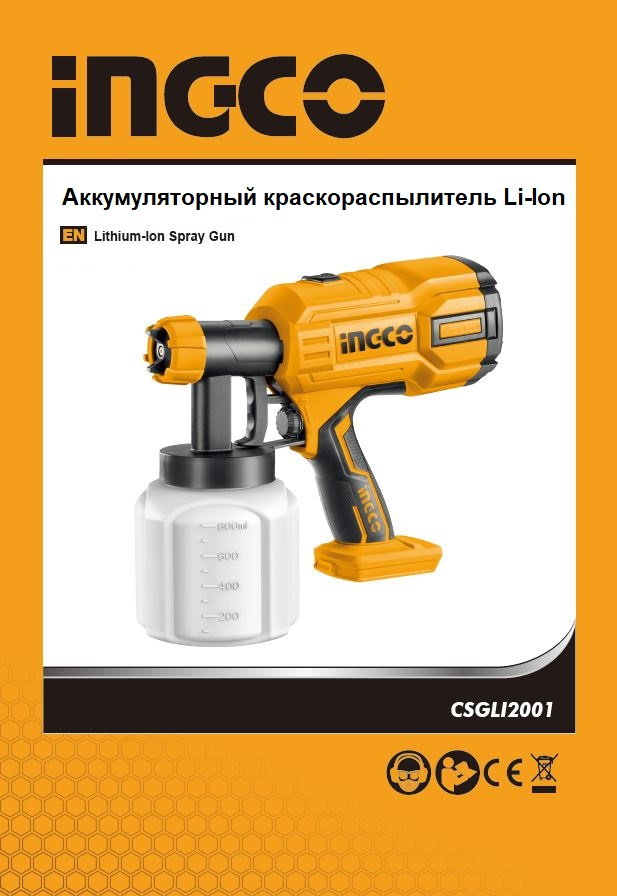 INGCO
Аккумуляторный краскораспылитель Li-Ion
EN Lithium-Ion Spray Gun
INGCO
INGCO
800ml
600
400
200
CSGLI2001
CE